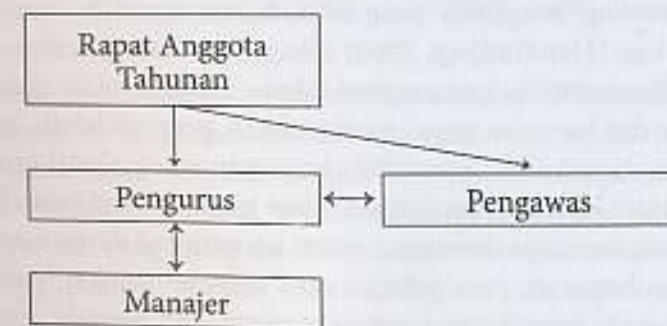 Rapat Anggota
Tahunan
Pengurus
Pengawas
Manajer